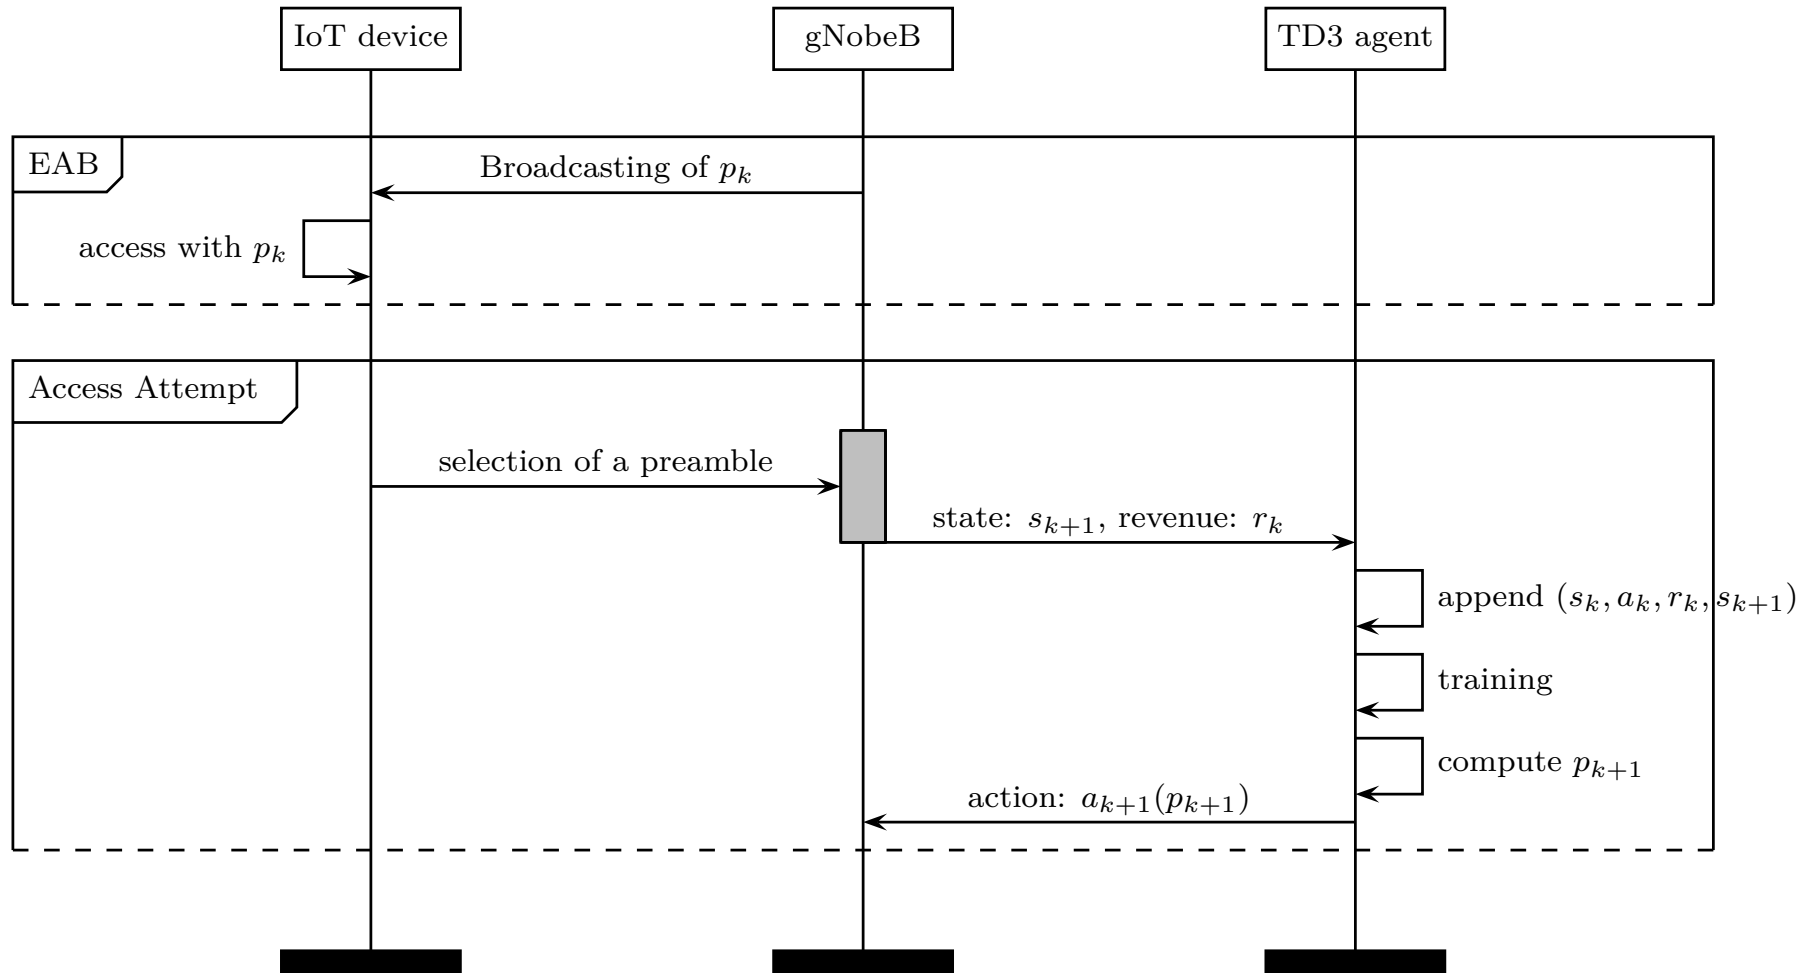 IoT device
gNobeB
TD3 agent
EAB
Broadcasting of $p_k$
access with $p_k$
Access Attempt
selection of a preamble
state: $s_{k+1}$, revenue: $r_k$
append $(s_k, a_k, r_k, s_{k+1})$
training
compute $p_{k+1}$
action: $a_{k+1}(p_{k+1})$